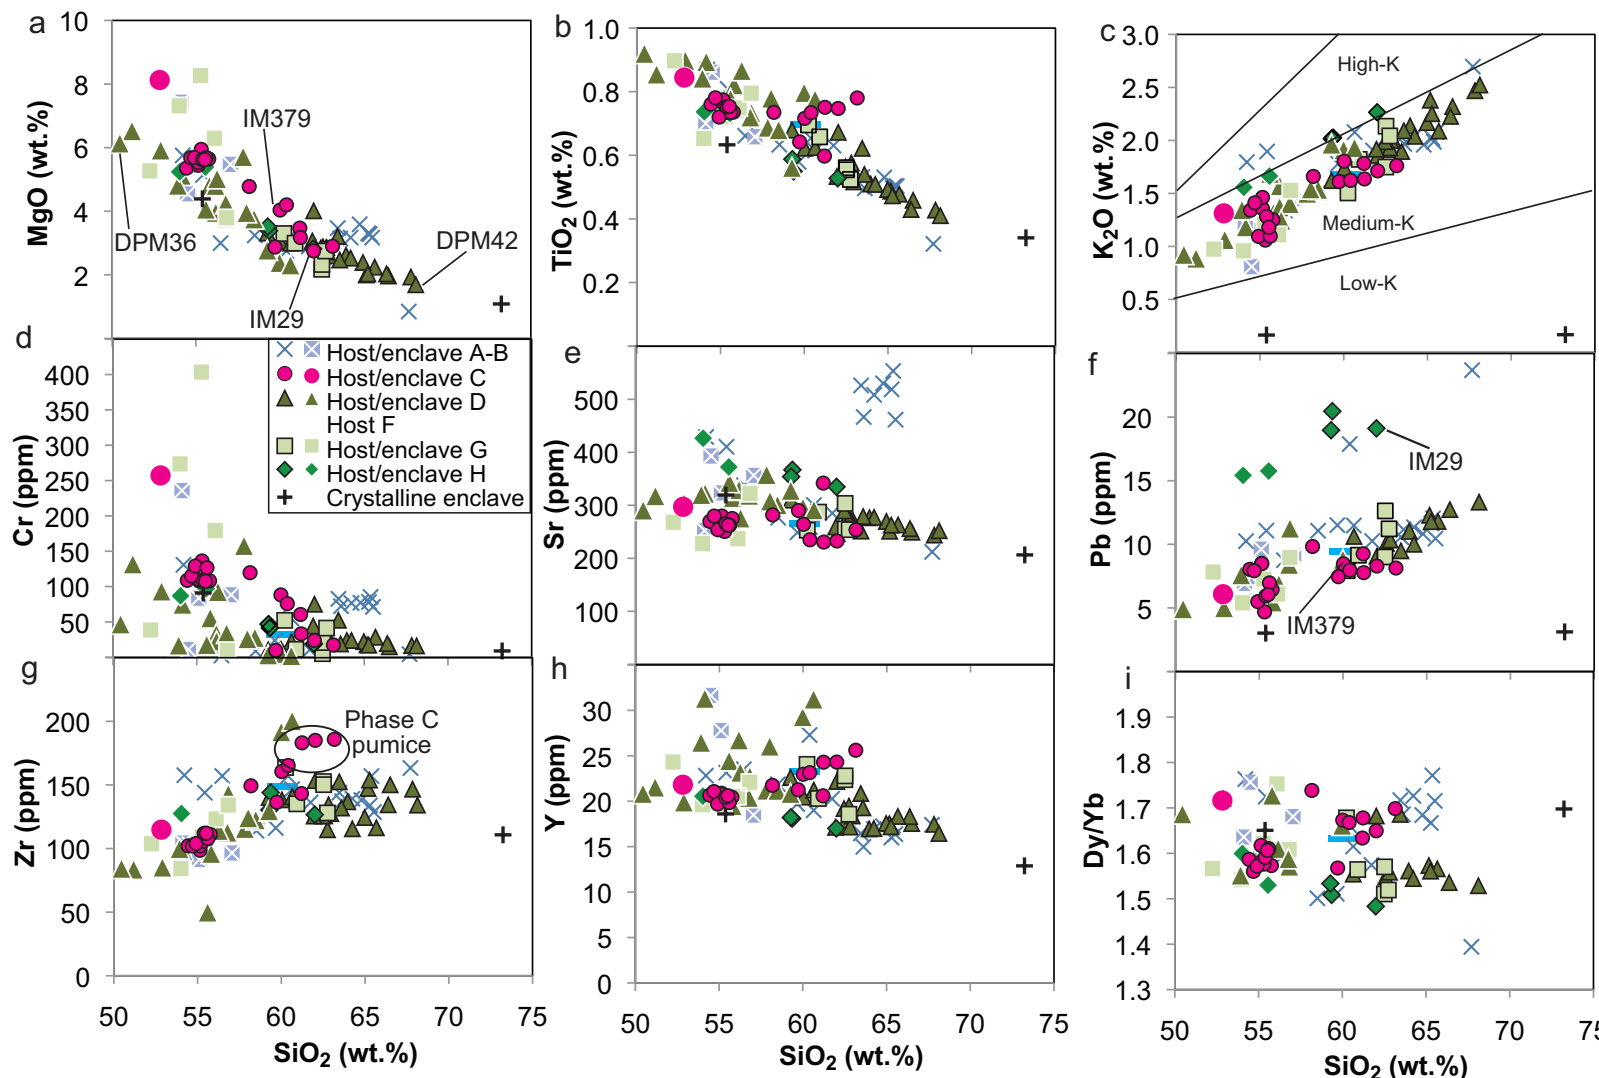 a
10
8
6
4
2
MgO (wt.%)
IM379
DPM36
DPM42
IM29
b
1.0
0.8
0.6
0.4
0.2
TiO2 (wt.%)
50 55 60 65 70 75
c
3.0
2.5
2.0
1.5
1.0
0.5
K2O (wt.%)
High-K
Medium-K
Low-K
d
400
350
300
250
200
150
100
50
Cr (ppm)
Host/enclave A-B
Host/enclave C
Host/enclave D
Host F
Host/enclave G
Host/enclave H
Crystalline enclave
e
500
400
300
200
100
Sr (ppm)
f
20
15
10
5
Pb (ppm)
IM29
IM379
g
200
150
100
50
0
Zr (ppm)
Phase C
pumice
50 55 60 65 70 75
SiO2 (wt.%)
h
30
25
20
15
10
5
0
Y (ppm)
50 55 60 65 70 75
SiO2 (wt.%)
i
1.9
1.8
1.7
1.6
1.5
1.4
1.3
Dy/Yb
50 55 60 65 70 75
SiO2 (wt.%)